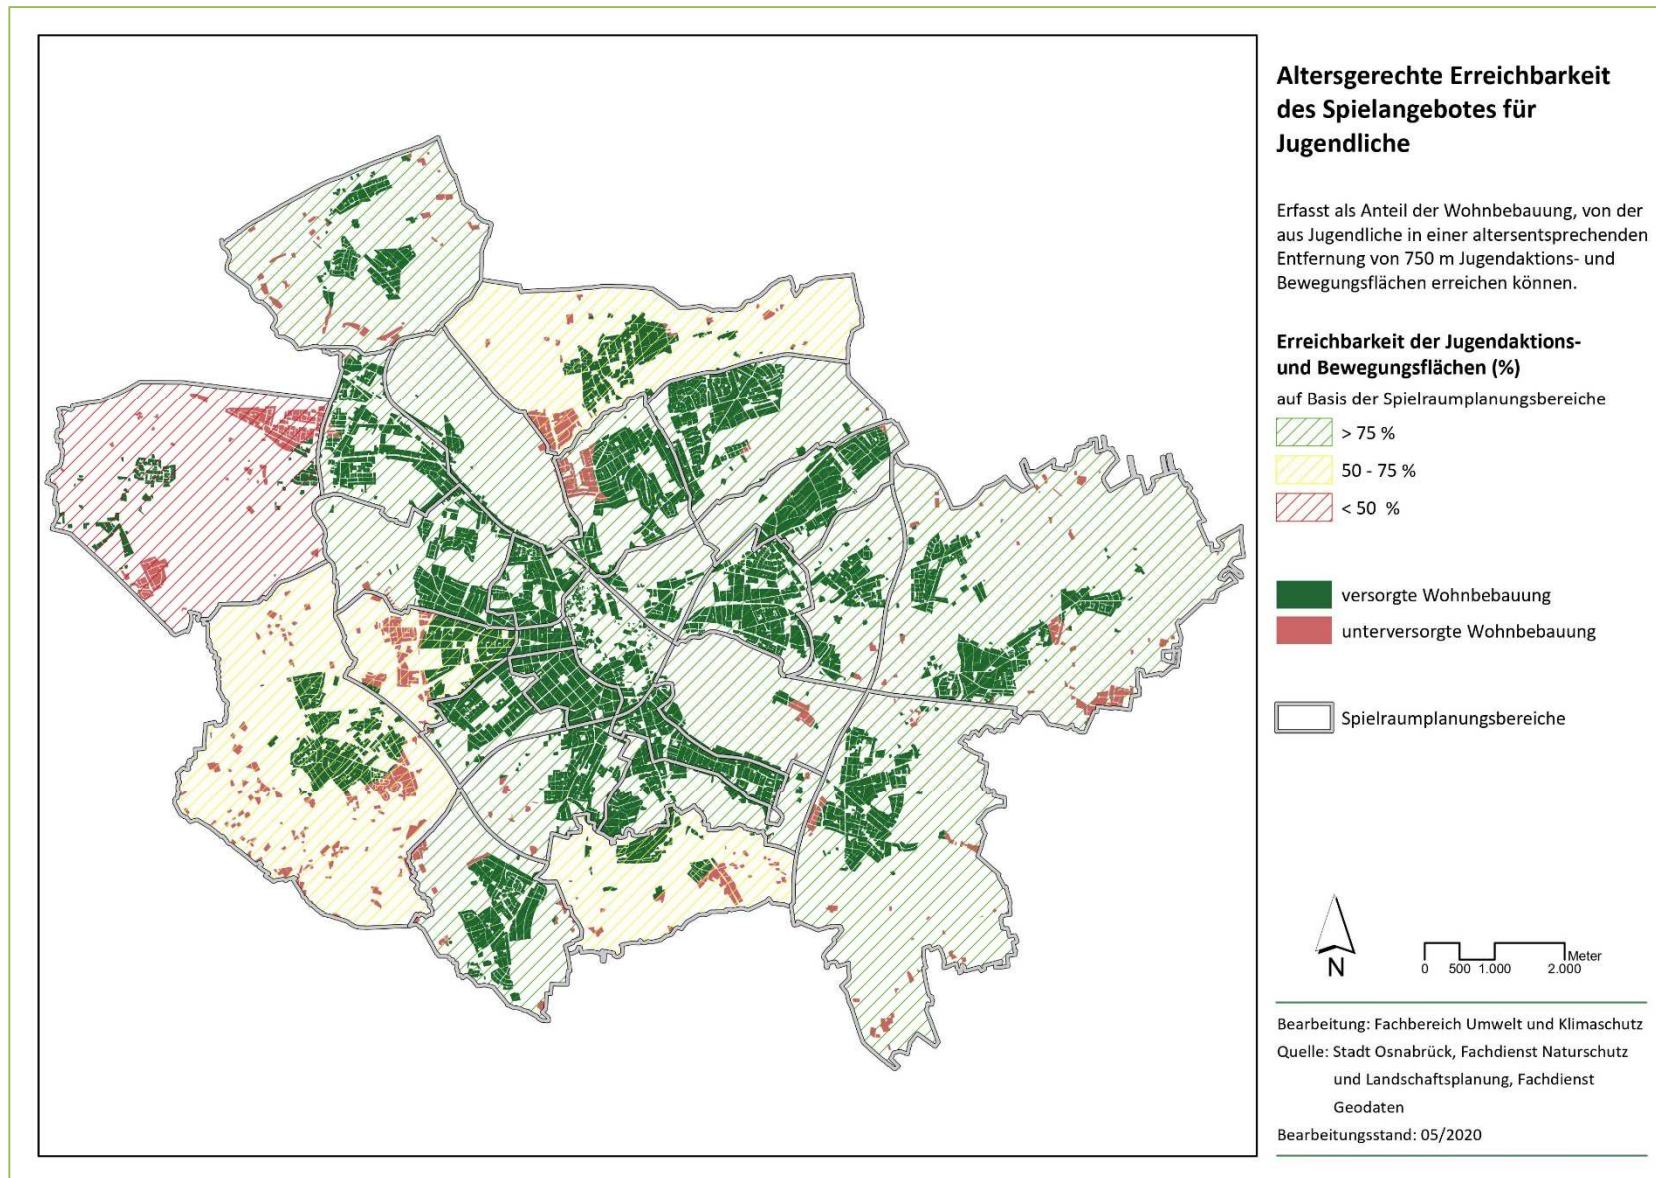 Altersgerechte Erreichbarkeit
des Spielangebotes für
Jugendliche
Erfasst als Anteil der Wohnbebauung, von der
aus Jugendliche in einer altersentsprechenden
Entfernung von 750 m Jugendaktions- und
Bewegungsflächen erreichen können.
Erreichbarkeit der Jugendaktions-
und Bewegungsflächen (%)
auf Basis der Spielraumplanungsbereiche
> 75 %
50 - 75 %
< 50 %
versorgte Wohnbebauung
unterversorgte Wohnbebauung
Spielraumplanungsbereiche
N
Meter
0 500 1.000 2.000
Bearbeitung: Fachbereich Umwelt und Klimaschutz
Quelle: Stadt Osnabrück, Fachdienst Naturschutz
und Landschaftsplanung, Fachdienst
Geodaten
Bearbeitungsstand: 05/2020